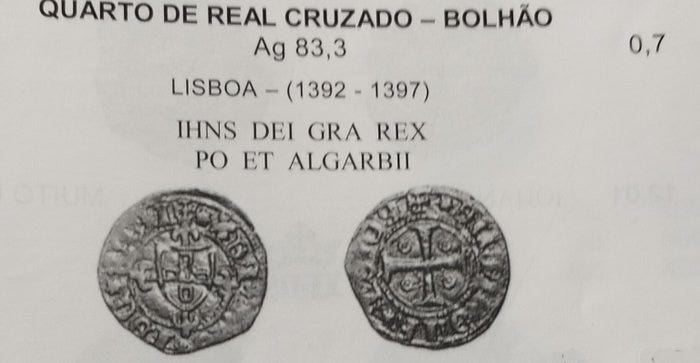 QUARTO DE REAL CRUZADO – BOLHÃO
Ag 83,3 0,7
LISBOA – (1392 - 1397)
IHNS DEI GRA REX
PO ET ALGARBII